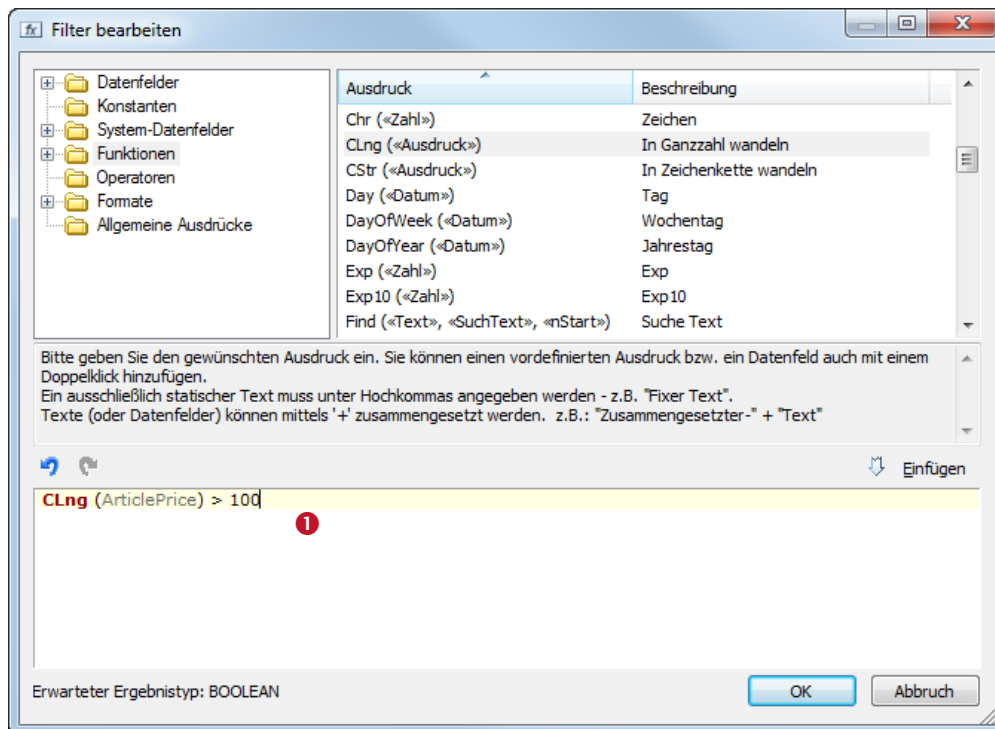 Filter bearbeiten
Datenfelder
Konstanten
System-Datenfelder
Funktionen
Operatoren
Formate
Allgemeine Ausdrücke
Ausdruck Beschreibung
Chr («Zahl») Zeichen
CLng («Ausdruck») In Ganzzahl wandeln
CStr («Ausdruck») In Zeichenkette wandeln
Day («Datum») Tag
DayOfWeek («Datum») Wochentag
DayOfYear («Datum») Jahrestag
Exp («Zahl») Exp
Exp10 («Zahl») Exp10
Find («Text», «SuchText», «nStart») Suche Text
Bitte geben Sie den gewünschten Ausdruck ein. Sie können einen vordefinierten Ausdruck bzw. ein Datenfeld auch mit einem
Doppelklick hinzufügen.
Ein ausschließlich statischer Text muss unter Hochkommas angegeben werden - z.B. "Fixer Text".
Texte (oder Datenfelder) können mittels '+' zusammengesetzt werden. z.B.: "Zusammengesetzter-" + "Text"
Einfügen
CLng (ArticlePrice) > 100
1
Erwarteter Ergebnistyp: BOOLEAN
OK Abbruch